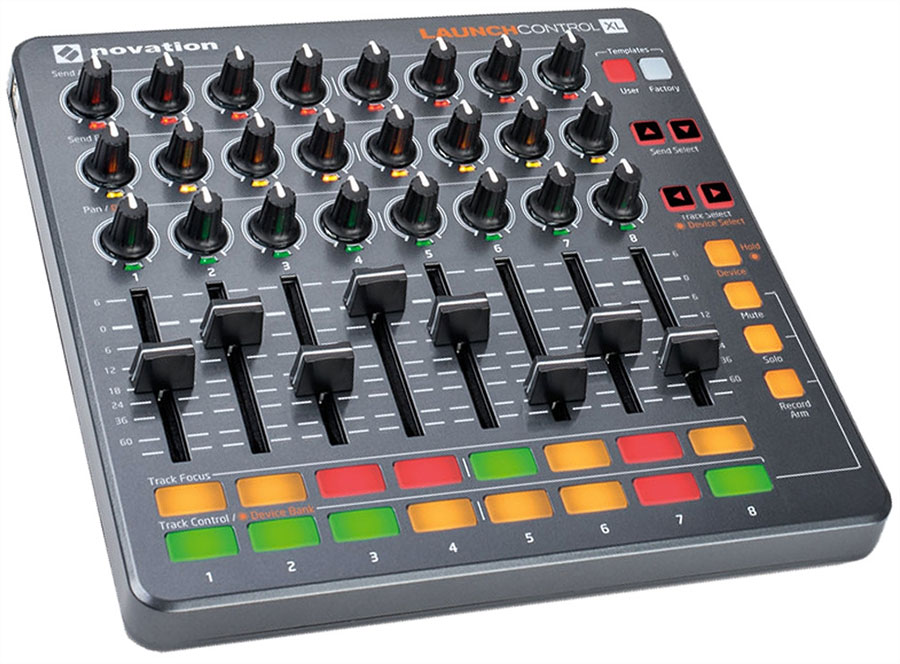 novation
LAUNCHCONTROL XL
Templates
User Factory
Send
Send
Send Select
Pan /
Track Select
Device Select
1 2 3 4 5 6 7 8
Hold
Device
Mute
Solo
Record
Arm
6
0
6
12
18
24
36
60
6
0
6
12
36
60
Track Focus
Track Control / Device Bank
1 2 3 4 5 6 7 8